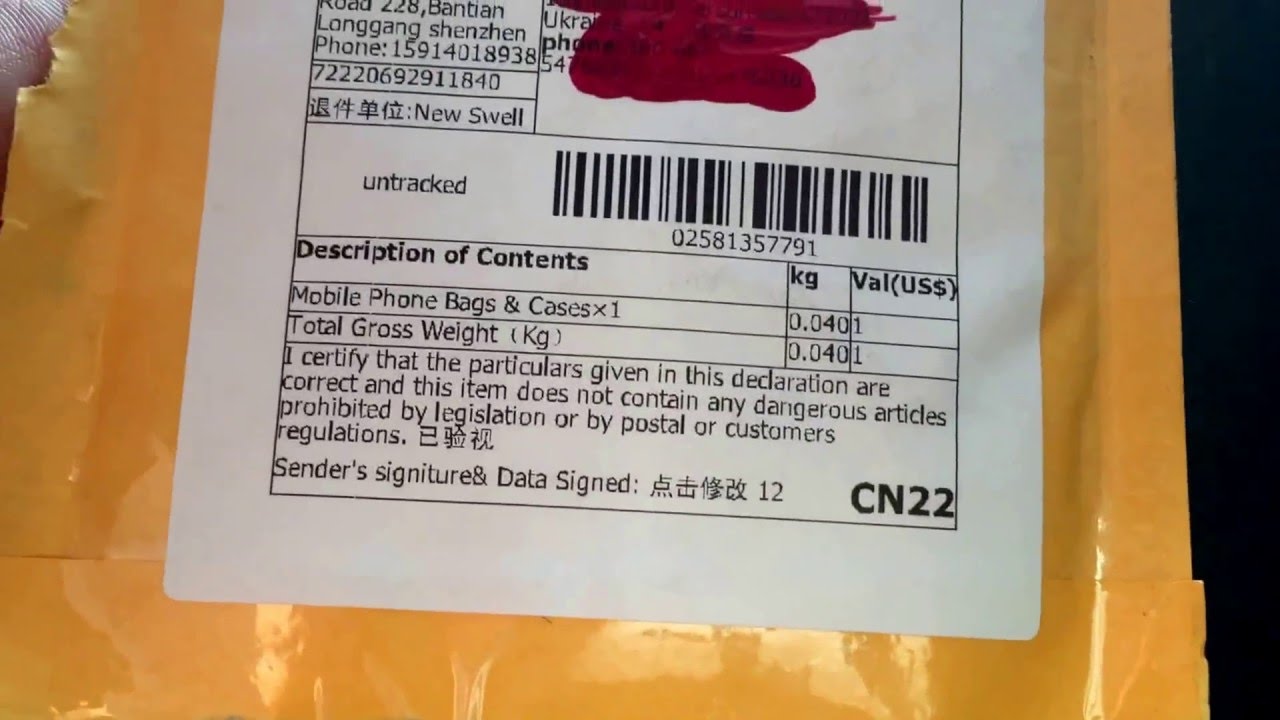 Road 228,Bantian
Longgang shenzhen
Phone:15914018938
72220692911840
退件单位:New Swell
Ukrai
phone
547
untracked
02581357791
Description of Contents kg Val(US$)
Mobile Phone Bags & Cases×1 0.040 1
Total Gross Weight (Kg) 0.040 1
I certify that the particulars given in this declaration are
correct and this item does not contain any dangerous articles
prohibited by legislation or by postal or customers
regulations. 已验视
Sender's signiture& Data Signed: 点击修改 12
CN22